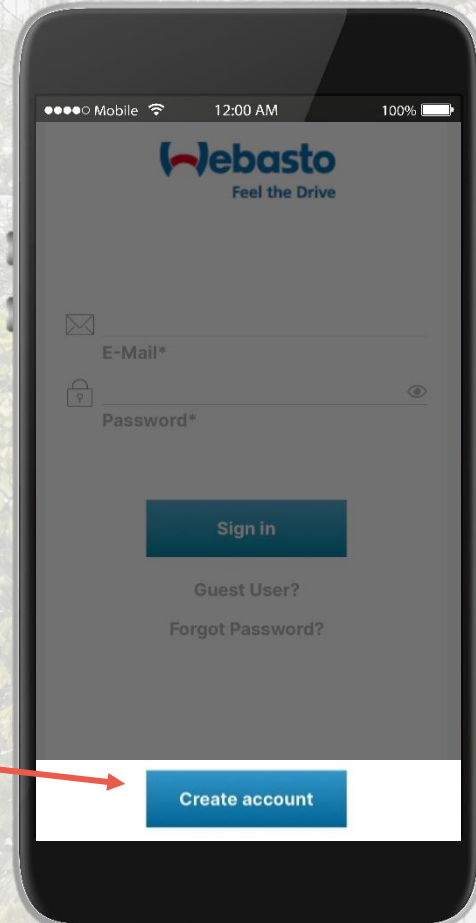 Mobile 12:00 AM 100%
Webasto
Feel the Drive
E-Mail*
Password*
Sign in
Guest User?
Forgot Password?
Create account